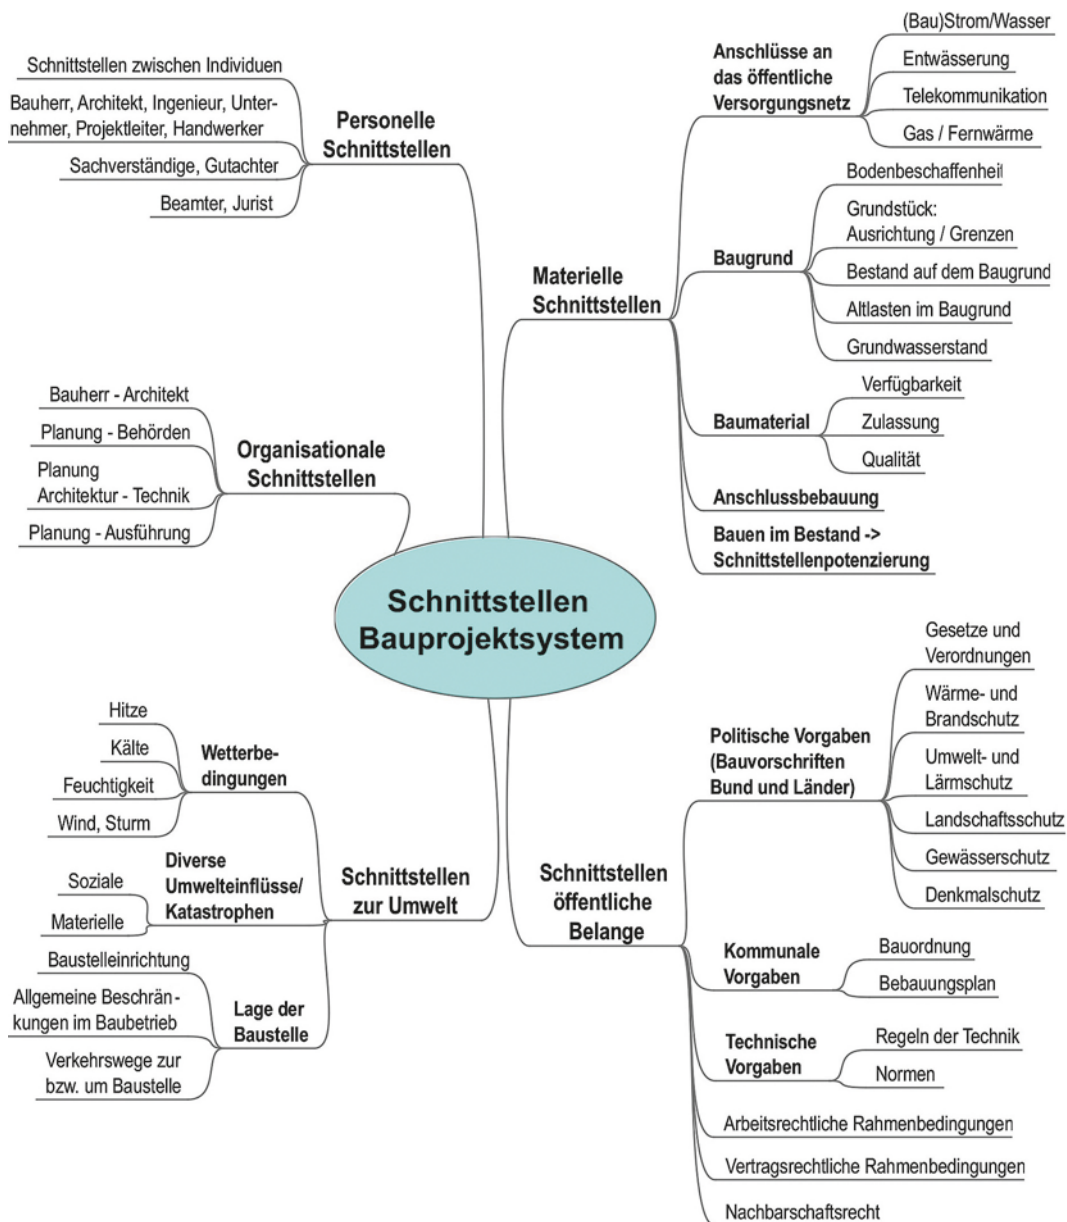 Schnittstellen
Bauprojektsystem
Personelle
Schnittstellen
Schnittstellen zwischen Individuen
Bauherr, Architekt, Ingenieur, Unter-
nehmer, Projektleiter, Handwerker
Sachverständige, Gutachter
Beamter, Jurist
Organisationale
Schnittstellen
Bauherr - Architekt
Planung - Behörden
Planung
Architektur - Technik
Planung - Ausführung
Schnittstellen
zur Umwelt
Wetterbe-
dingungen
Hitze
Kälte
Feuchtigkeit
Wind, Sturm
Diverse
Umwelteinflüsse/
Katastrophen
Soziale
Materielle
Lage der
Baustelle
Baustelleinrichtung
Allgemeine Beschrän -
kungen im Baubetrieb
Verkehrswege zur
bzw. um Baustelle
Materielle
Schnittstellen
Anschlüsse an
das öffentliche
Versorgungsnetz
(Bau)Strom/Wasser
Entwässerung
Telekommunikation
Gas / Fernwärme
Baugrund
Bodenbeschaffenheit
Grundstück:
Ausrichtung / Grenzen
Bestand auf dem Baugrund
Altlasten im Baugrund
Grundwasserstand
Baumaterial
Verfügbarkeit
Zulassung
Qualität
Anschlussbebauung
Bauen im Bestand ->
Schnittstellenpotenzierung
Schnittstellen
öffentliche
Belange
Politische Vorgaben
(Bauvorschriften
Bund und Länder)
Gesetze und
Verordnungen
Wärme- und
Brandschutz
Umwelt- und
Lärmschutz
Landschaftsschutz
Gewässerschutz
Denkmalschutz
Kommunale
Vorgaben
Bauordnung
Bebauungsplan
Technische
Vorgaben
Regeln der Technik
Normen
Arbeitsrechtliche Rahmenbedingungen
Vertragsrechtliche Rahmenbedingungen
Nachbarschaftsrecht